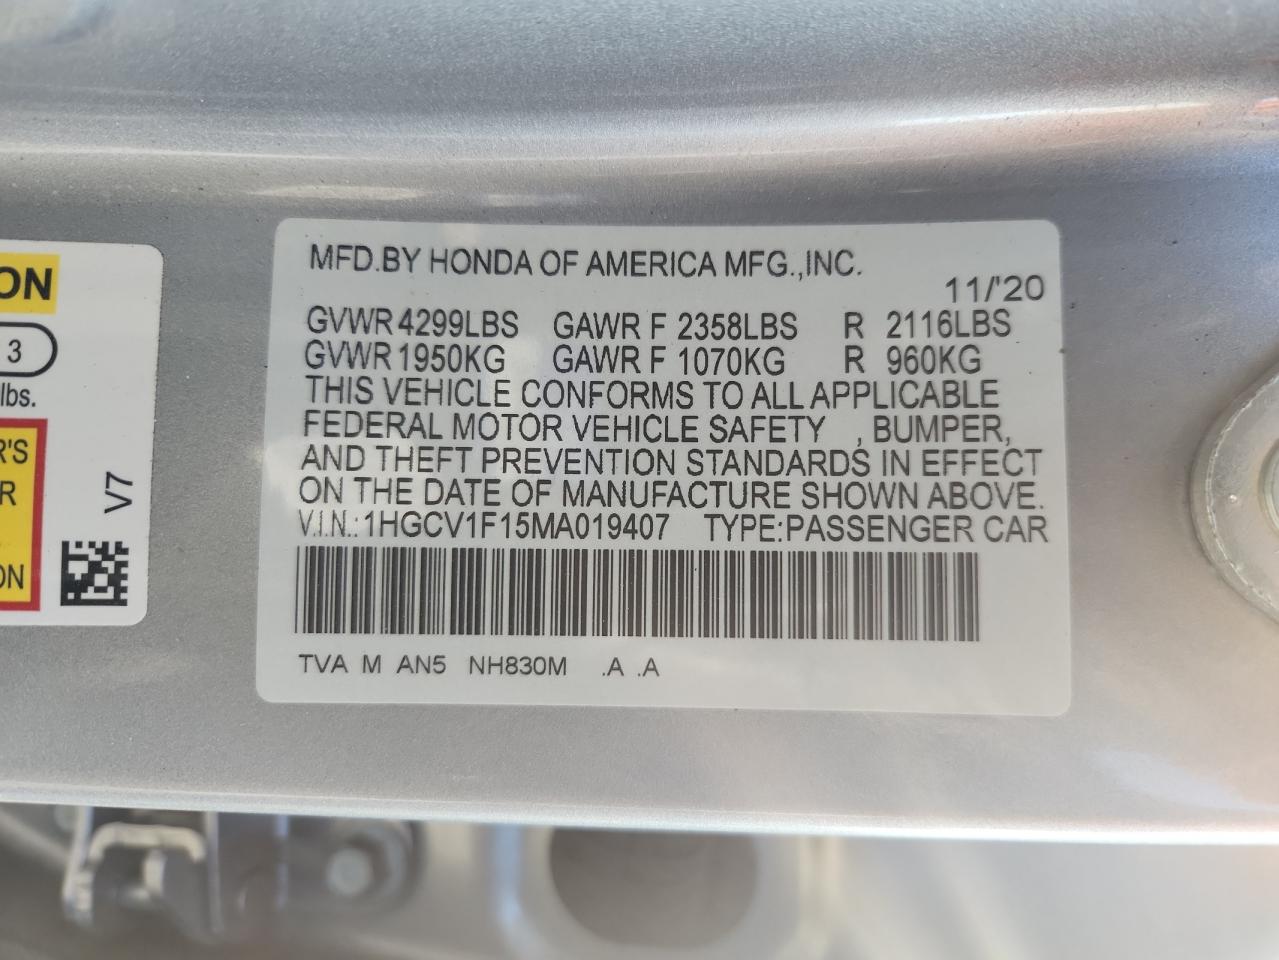 MFD.BY HONDA OF AMERICA MFG.,INC.
11/'20
GVWR 4299LBS GAWR F 2358LBS R 2116LBS
GVWR 1950KG GAWR F 1070KG R 960KG
THIS VEHICLE CONFORMS TO ALL APPLICABLE
FEDERAL MOTOR VEHICLE SAFETY , BUMPER,
AND THEFT PREVENTION STANDARDS IN EFFECT
ON THE DATE OF MANUFACTURE SHOWN ABOVE.
V.I.N.:1HGCV1F15MA019407 TYPE:PASSENGER CAR
TVA M AN5 NH830M .A .A
ON
3
lbs.
R'S
R
ON
V7